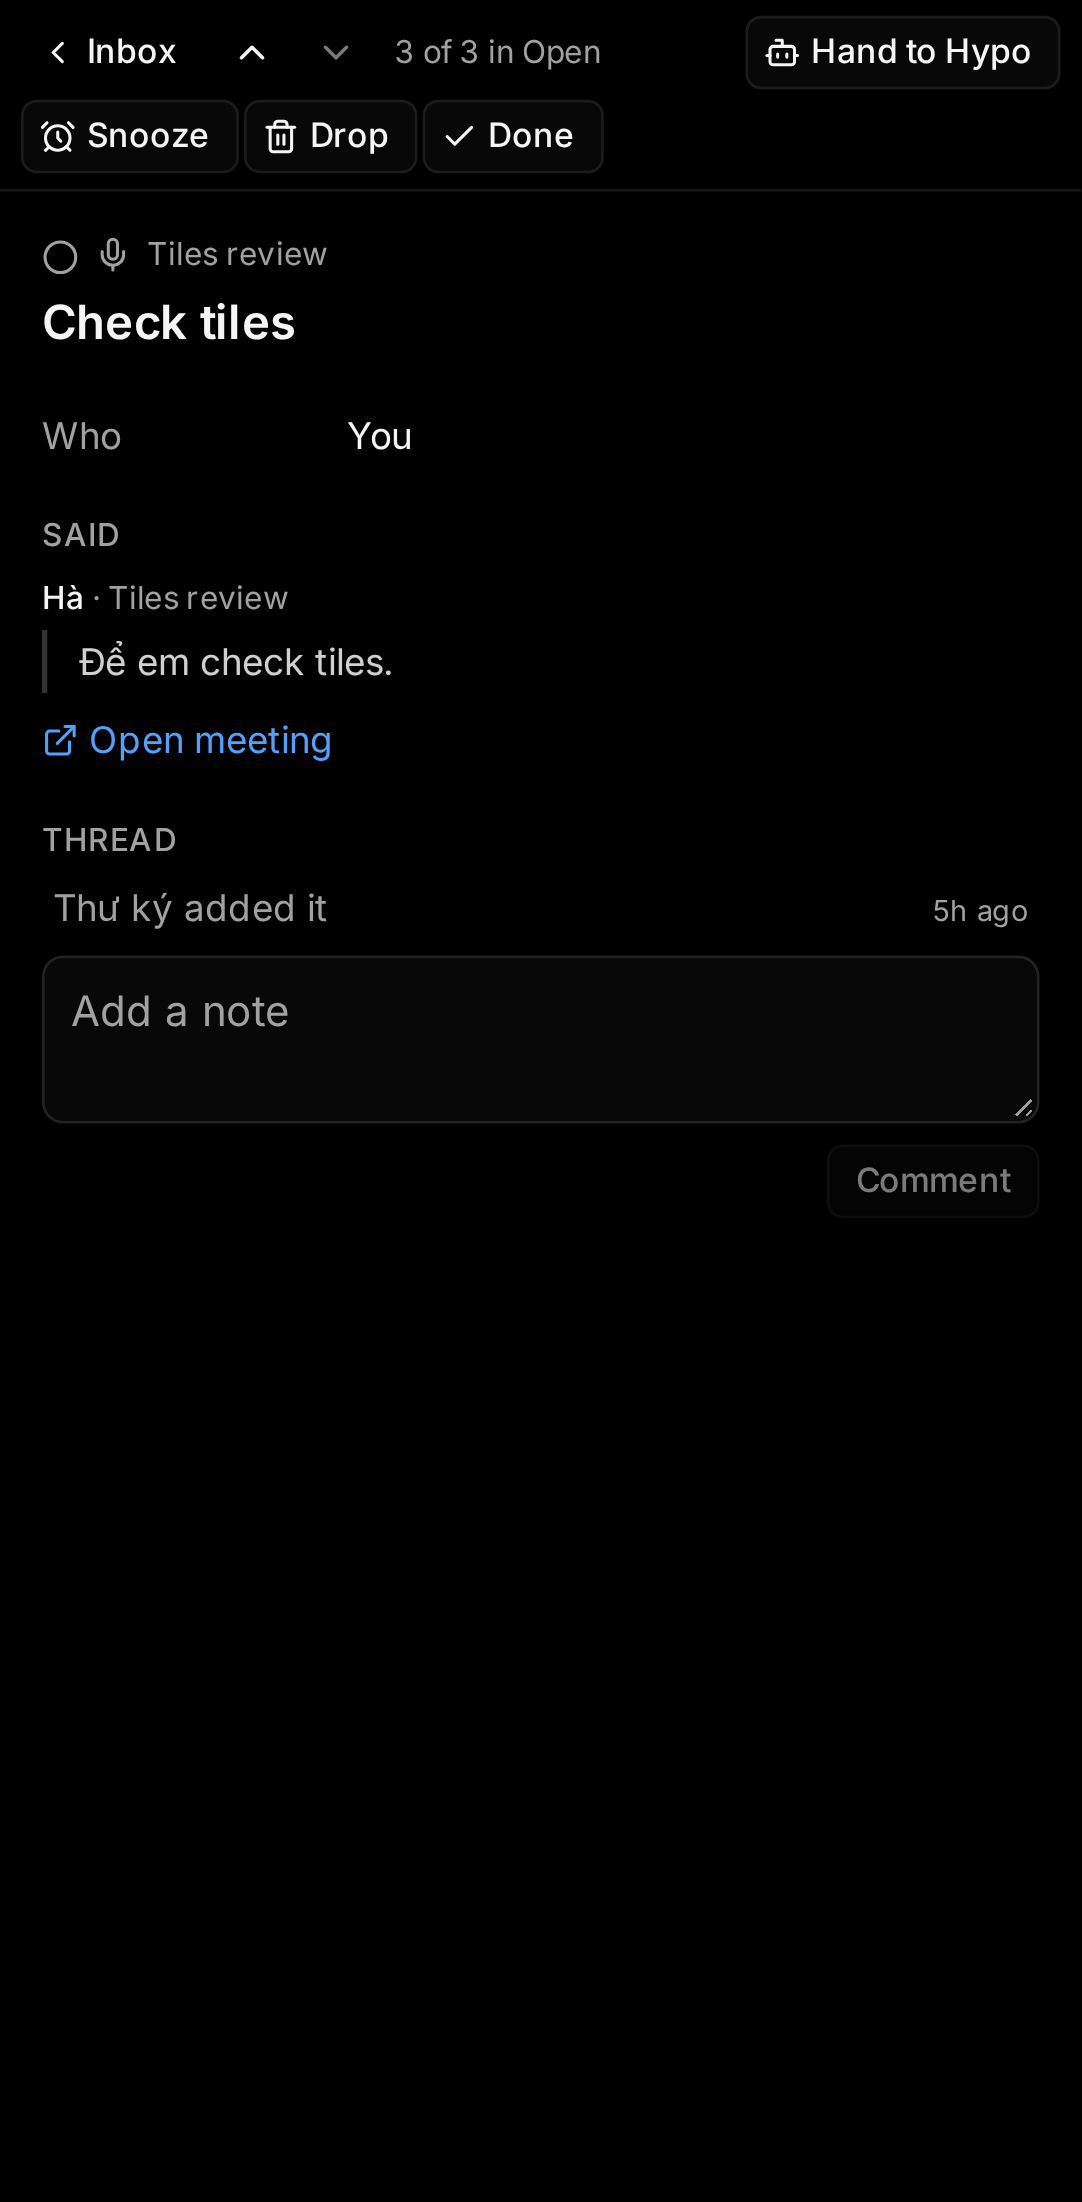 Inbox
3 of 3 in Open
Hand to Hypo
Snooze
Drop
Done
Tiles review
Check tiles
Who
You
SAID
Hà · Tiles review
Để em check tiles.
Open meeting
THREAD
Thư ký added it
5h ago
Add a note
Comment